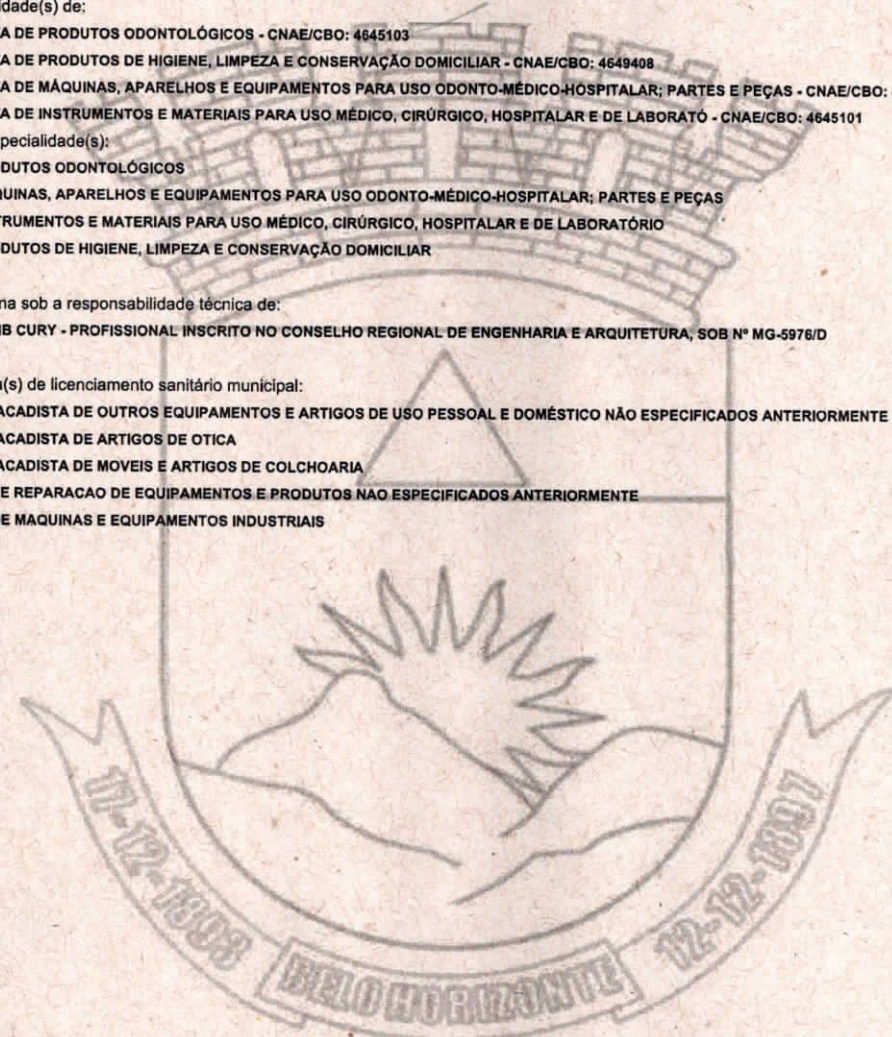 idade(s) de:
A DE PRODUTOS ODONTOLÓGICOS - CNAE/CBO: 4645103
A DE PRODUTOS DE HIGIENE, LIMPEZA E CONSERVAÇÃO DOMICILIAR - CNAE/CBO: 4649408
A DE MÁQUINAS, APARELHOS E EQUIPAMENTOS PARA USO ODONTO-MÉDICO-HOSPITALAR; PARTES E PEÇAS - CNAE/CBO:
A DE INSTRUMENTOS E MATERIAIS PARA USO MÉDICO, CIRÚRGICO, HOSPITALAR E DE LABORATÓ - CNAE/CBO: 4645101
pecialidade(s):
DUTOS ODONTOLÓGICOS
QUINAS, APARELHOS E EQUIPAMENTOS PARA USO ODONTO-MÉDICO-HOSPITALAR; PARTES E PEÇAS
TRUMENTOS E MATERIAIS PARA USO MÉDICO, CIRÚRGICO, HOSPITALAR E DE LABORATÓRIO
DUTOS DE HIGIENE, LIMPEZA E CONSERVAÇÃO DOMICILIAR
na sob a responsabilidade técnica de:
IB CURY - PROFISSIONAL INSCRITO NO CONSELHO REGIONAL DE ENGENHARIA E ARQUITETURA, SOB Nº MG-5976/D
(s) de licenciamento sanitário municipal:
ACADISTA DE OUTROS EQUIPAMENTOS E ARTIGOS DE USO PESSOAL E DOMÉSTICO NÃO ESPECIFICADOS ANTERIORMENTE
ACADISTA DE ARTIGOS DE OTICA
ACADISTA DE MOVEIS E ARTIGOS DE COLCHOARIA
E REPARACAO DE EQUIPAMENTOS E PRODUTOS NAO ESPECIFICADOS ANTERIORMENTE
E MAQUINAS E EQUIPAMENTOS INDUSTRIAIS
17-12-1893
BELO HORIZONTE
12-12-1897